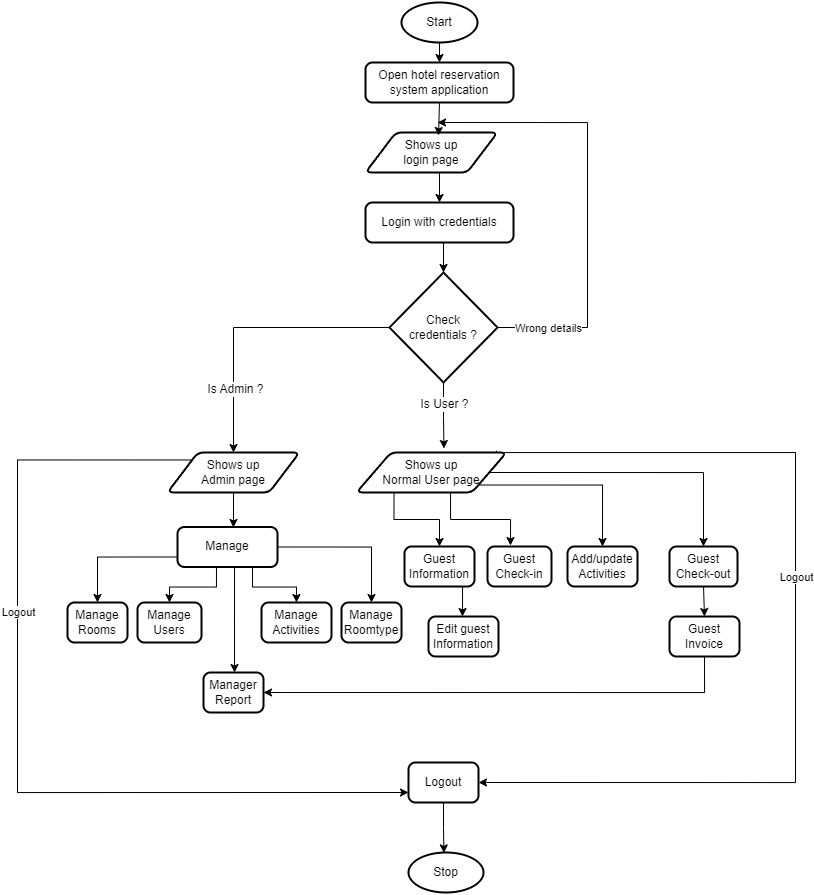 Start
Open hotel reservation
system application
Shows up
login page
Login with credentials
Check
credentials ?
Wrong details
Is Admin ?
Is User ?
Shows up
Admin page
Shows up
Normal User page
Manage
Guest
Information
Guest
Check-in
Add/update
Activities
Guest
Check-out
Logout
Logout
Manage
Rooms
Manage
Users
Manage
Activities
Manage
Roomtype
Edit guest
Information
Guest
Invoice
Manager
Report
Logout
Stop